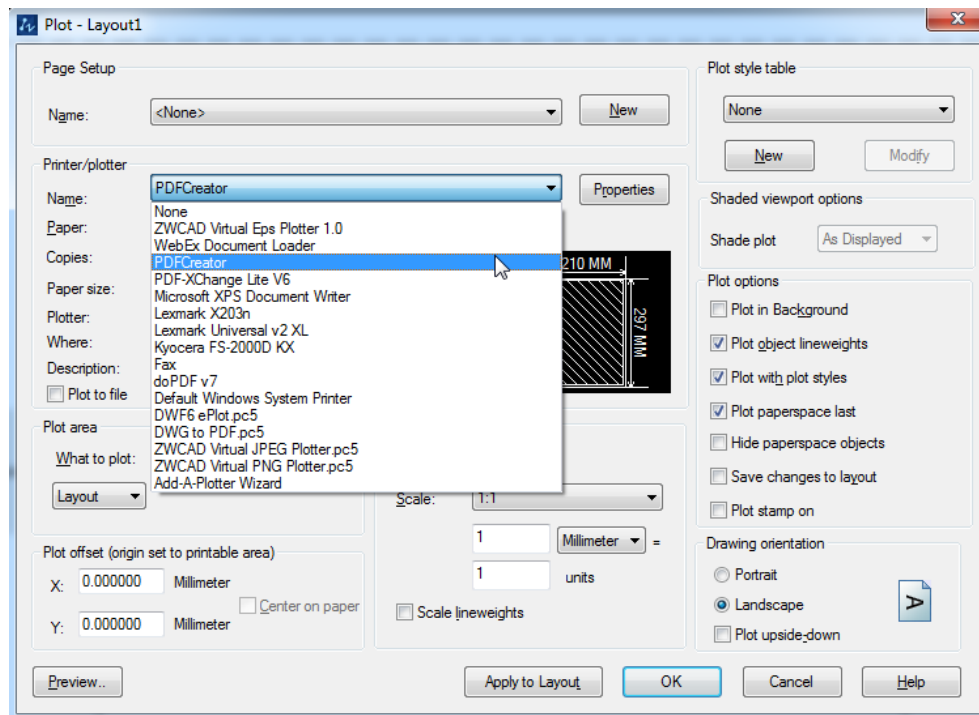 Plot - Layout1
Page Setup
Name:
<None>
New
Printer/plotter
Name:
PDFCreator
Properties
None
ZWCAD Virtual Eps Plotter 1.0
WebEx Document Loader
PDFCreator
PDF-XChange Lite V6
Microsoft XPS Document Writer
Lexmark X203n
Lexmark Universal v2 XL
Kyocera FS-2000D KX
Fax
doPDF v7
Default Windows System Printer
DWF6 ePlot.pc5
DWG to PDF.pc5
ZWCAD Virtual JPEG Plotter.pc5
ZWCAD Virtual PNG Plotter.pc5
Add-A-Plotter Wizard
Paper:
Copies:
Paper size:
Plotter:
Where:
Description:
Plot to file
210 MM
297 MM
Plot area
What to plot:
Layout
Scale:
1:1
1
Millimeter
=
1
units
Scale lineweights
Plot offset (origin set to printable area)
X:
0.000000
Millimeter
Center on paper
Y:
0.000000
Millimeter
Plot style table
None
New
Modify
Shaded viewport options
Shade plot
As Displayed
Plot options
Plot in Background
Plot object lineweights
Plot with plot styles
Plot paperspace last
Hide paperspace objects
Save changes to layout
Plot stamp on
Drawing orientation
Portrait
Landscape
A
Plot upside-down
Preview..
Apply to Layout
OK
Cancel
Help